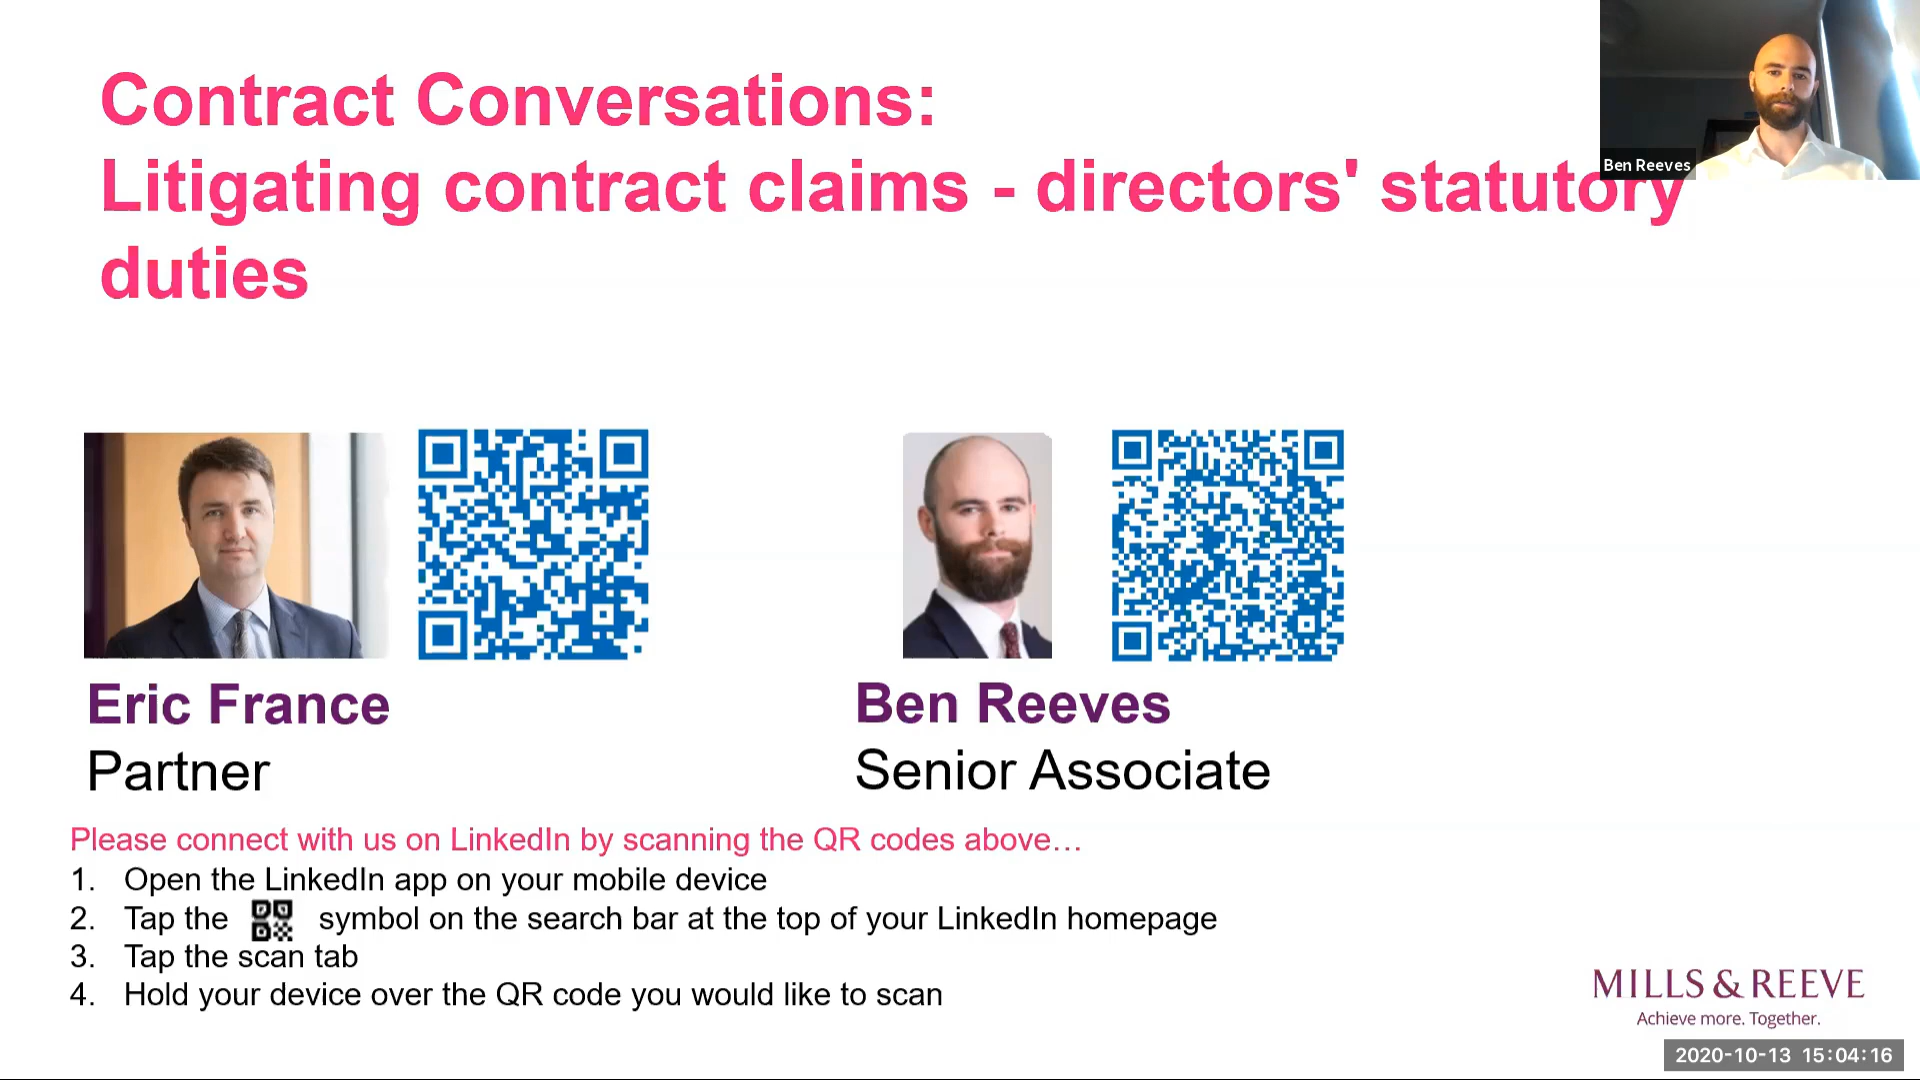 Contract Conversations:
Litigating contract claims - directors' statutory
duties
Ben Reeves
Eric France
Partner
Ben Reeves
Senior Associate
Please connect with us on LinkedIn by scanning the QR codes above…
1. Open the LinkedIn app on your mobile device
2. Tap the symbol on the search bar at the top of your LinkedIn homepage
3. Tap the scan tab
4. Hold your device over the QR code you would like to scan
MILLS & REEVE
Achieve more. Together.
2020-10-13 15:04:16